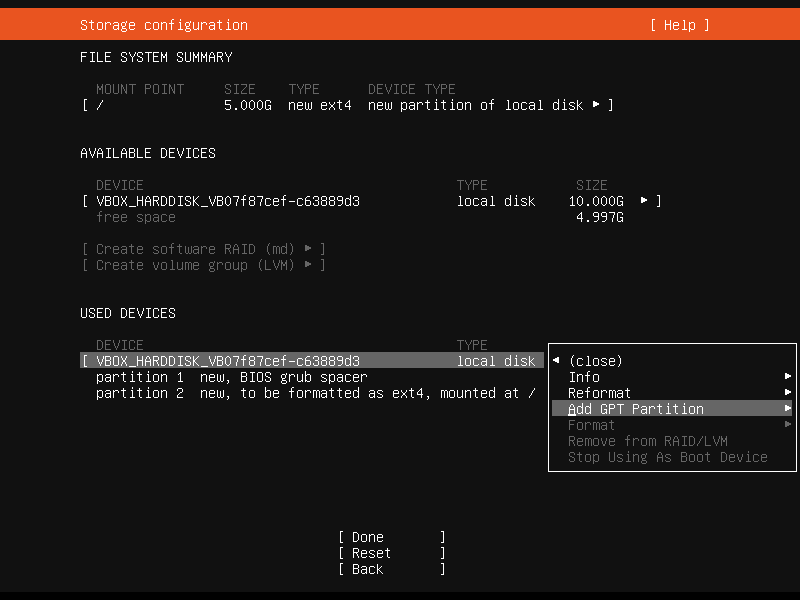 Storage configuration [ Help ]
FILE SYSTEM SUMMARY
MOUNT POINT SIZE TYPE DEVICE TYPE
[ / 5.000G new ext4 new partition of local disk ▸ ]
AVAILABLE DEVICES
DEVICE TYPE SIZE
[ VBOX_HARDDISK_VB07f87cef-c63889d3 local disk 10.000G ▸ ]
free space 4.997G
[ Create software RAID (md) ▸ ]
[ Create volume group (LVM) ▸ ]
USED DEVICES
DEVICE TYPE
[ VBOX_HARDDISK_VB07f87cef-c63889d3 local disk
partition 1 new, BIOS grub spacer
partition 2 new, to be formatted as ext4, mounted at /
◂ (close)
Info ▸
Reformat ▸
Add GPT Partition ▸
Format ▸
Remove from RAID/LVM
Stop Using As Boot Device
[ Done ]
[ Reset ]
[ Back ]